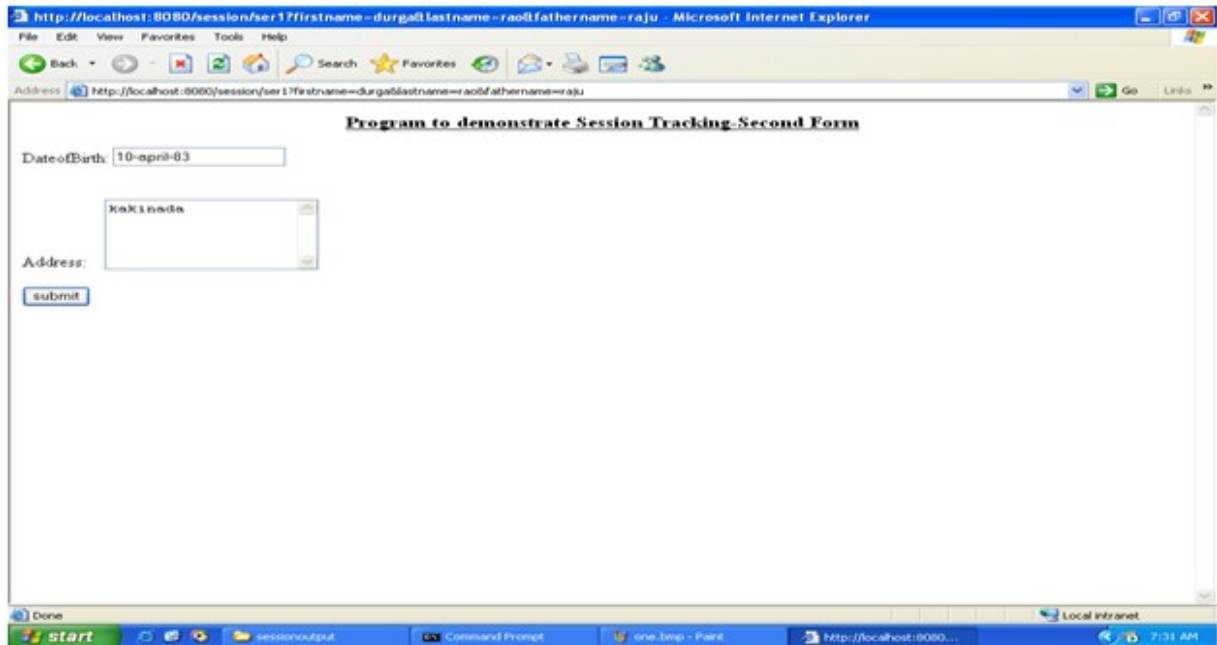 http://localhost:8080/session/ser1?firstname=durga&lastname=rao&fathername=raju - Microsoft Internet Explorer
File Edit View Favorites Tools Help
Back Search Favorites
Address http://localhost:8080/session/ser1?firstname=durga&lastname=rao&fathername=raju Go Links »
Program to demonstrate Session Tracking-Second Form
DateofBirth: 10-april-83
kakinada
Address:
submit
Done Local intranet
start sessionoutput Command Prompt one.bmp - Paint http://localhost:8080... 7:31 AM